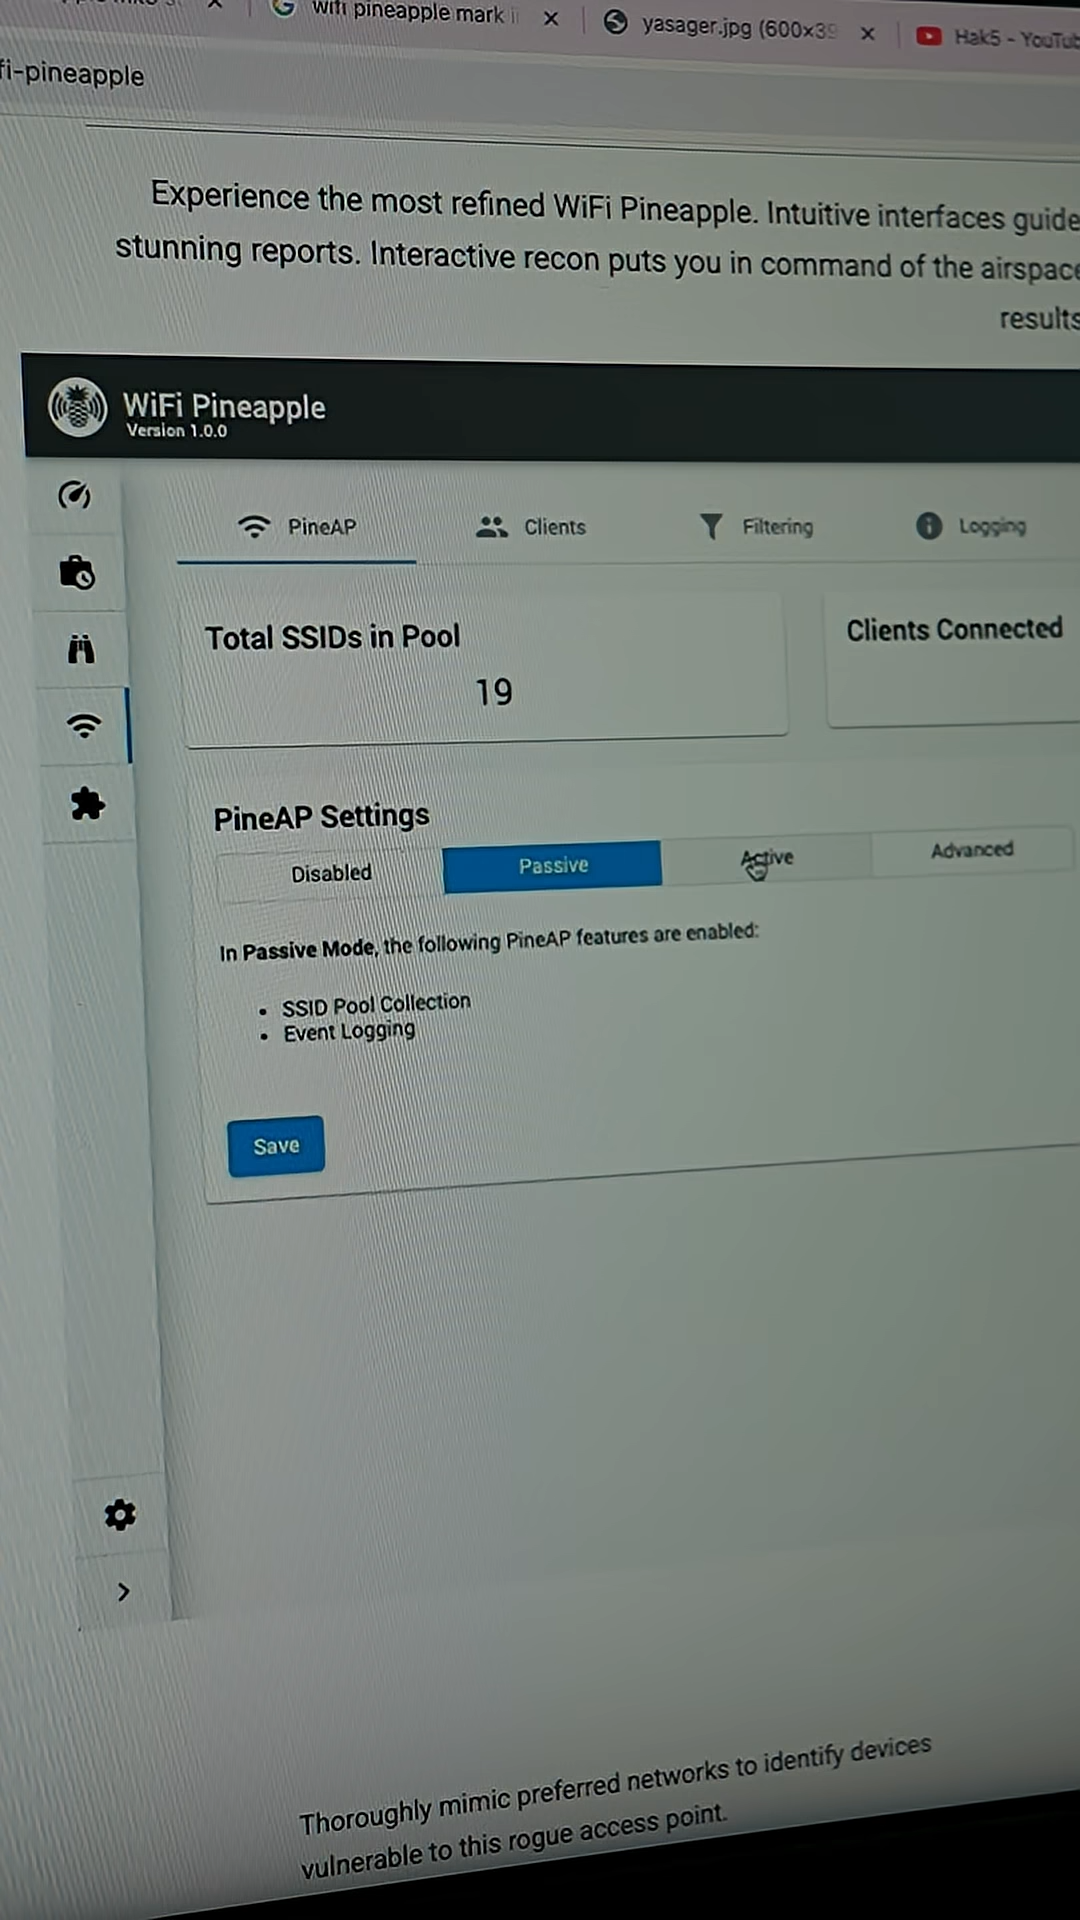 wifi pineapple mark
yasager.jpg (600×39
Hak5 - YouTub
fi-pineapple
Experience the most refined WiFi Pineapple. Intuitive interfaces guide
stunning reports. Interactive recon puts you in command of the airspace
results
WiFi Pineapple
Version 1.0.0
PineAP
Clients
Filtering
Logging
Total SSIDs in Pool
19
Clients Connected
PineAP Settings
Disabled
Passive
Active
Advanced
In Passive Mode, the following PineAP features are enabled:
• SSID Pool Collection
• Event Logging
Save
Thoroughly mimic preferred networks to identify devices
vulnerable to this rogue access point.